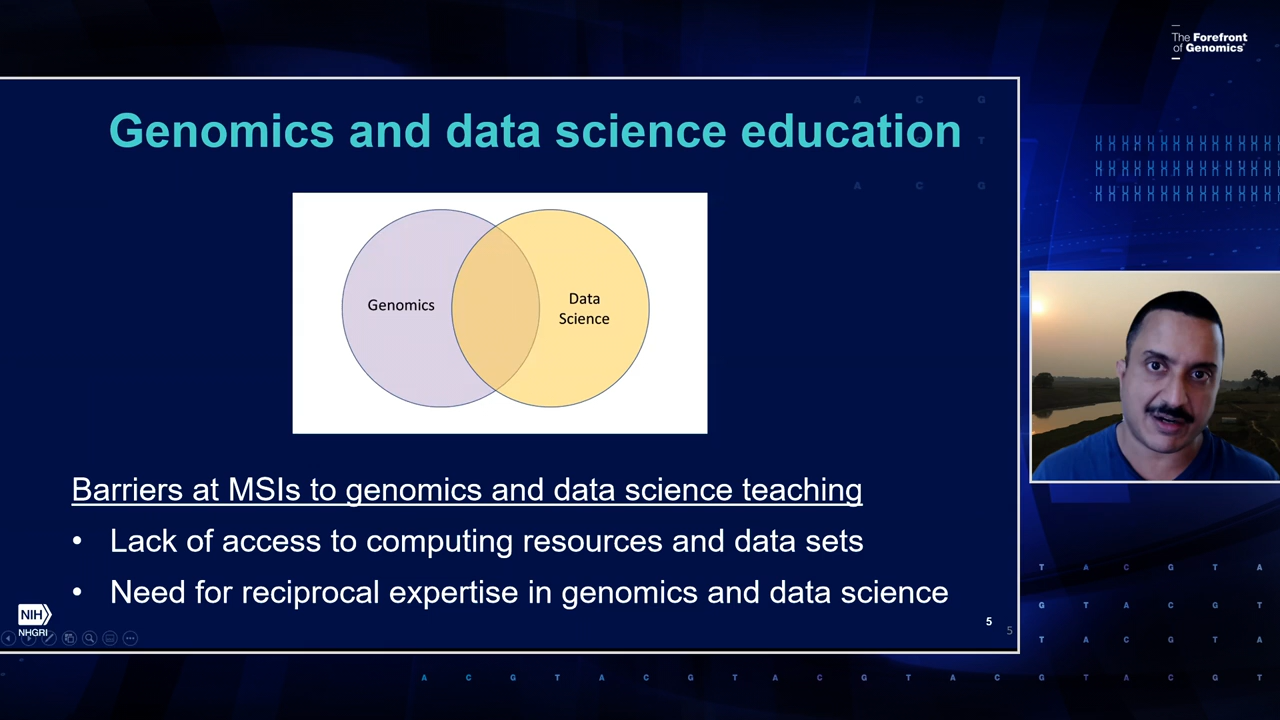 The Forefront
of Genomics®
Genomics and data science education
A C G
T
A C G
Genomics
Data
Science
Barriers at MSIs to genomics and data science teaching
• Lack of access to computing resources and data sets
• Need for reciprocal expertise in genomics and data science
NIH
NHGRI
5
5
T A C G T A
G T A C G T
T A C G T A
A C G T A C G T A C G T A C G T A C G T